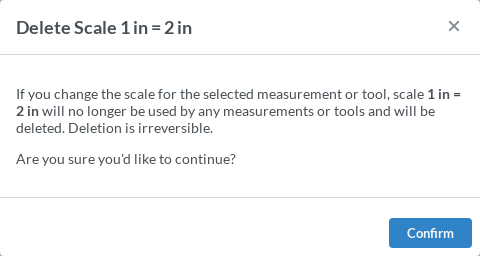 Delete Scale 1 in = 2 in
If you change the scale for the selected measurement or tool, scale 1 in =
2 in will no longer be used by any measurements or tools and will be
deleted. Deletion is irreversible.
Are you sure you'd like to continue?
Confirm